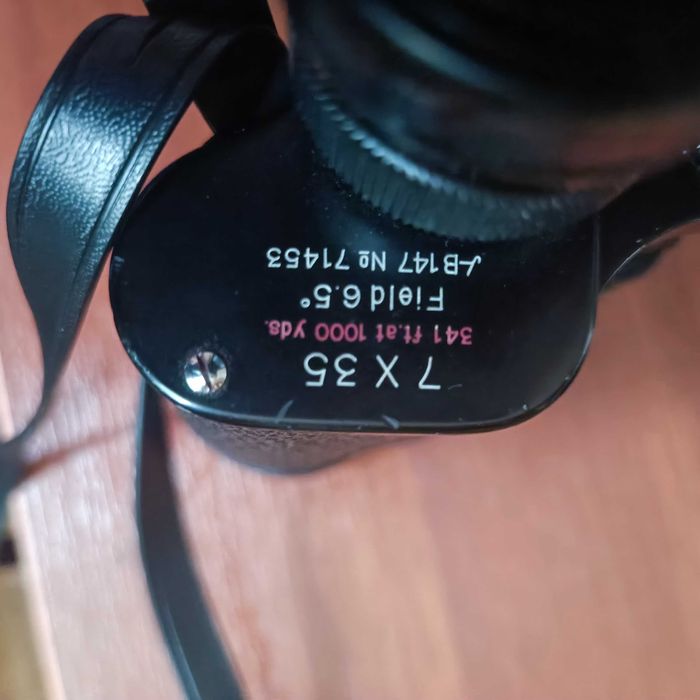 7 X 35
341 ft.at 1000 yds.
Field 6.5°
J-B147 № 71453